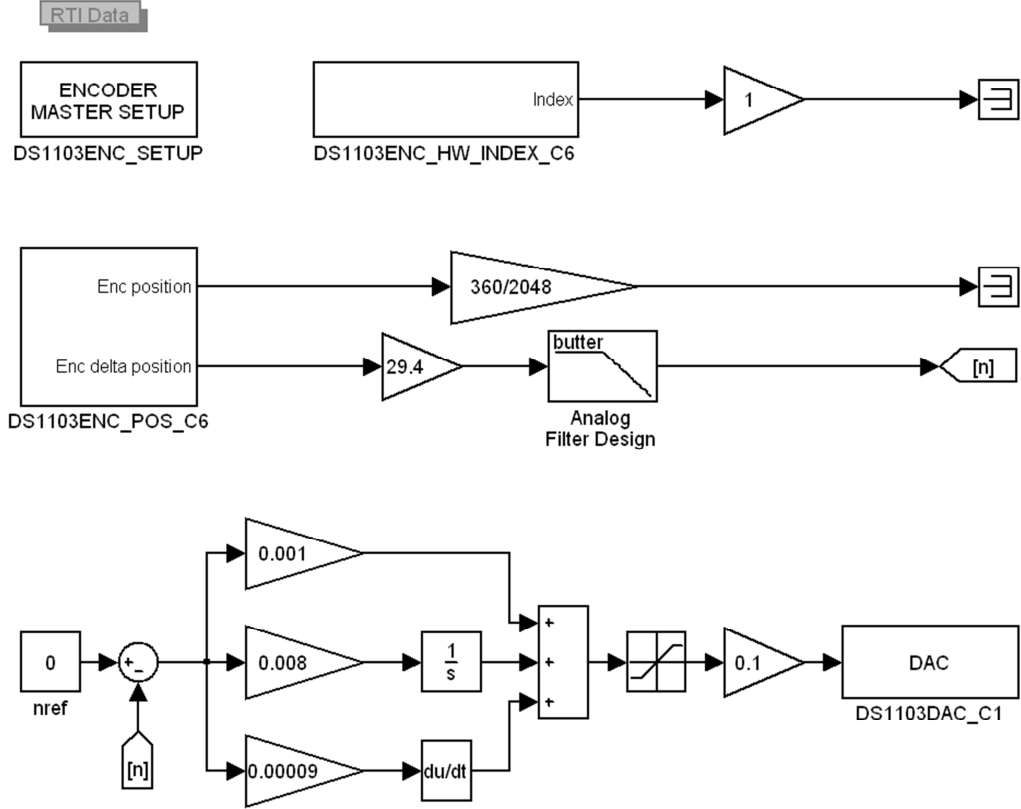 RTI Data
ENCODER
MASTER SETUP
DS1103ENC_SETUP
Index
DS1103ENC_HW_INDEX_C6
1
Enc position
Enc delta position
DS1103ENC_POS_C6
360/2048
29.4
butter
Analog
Filter Design
[n]
0.001
0
+
-
nref
[n]
0.008
1
s
0.00009
du/dt
+
+
+
0.1
DAC
DS1103DAC_C1